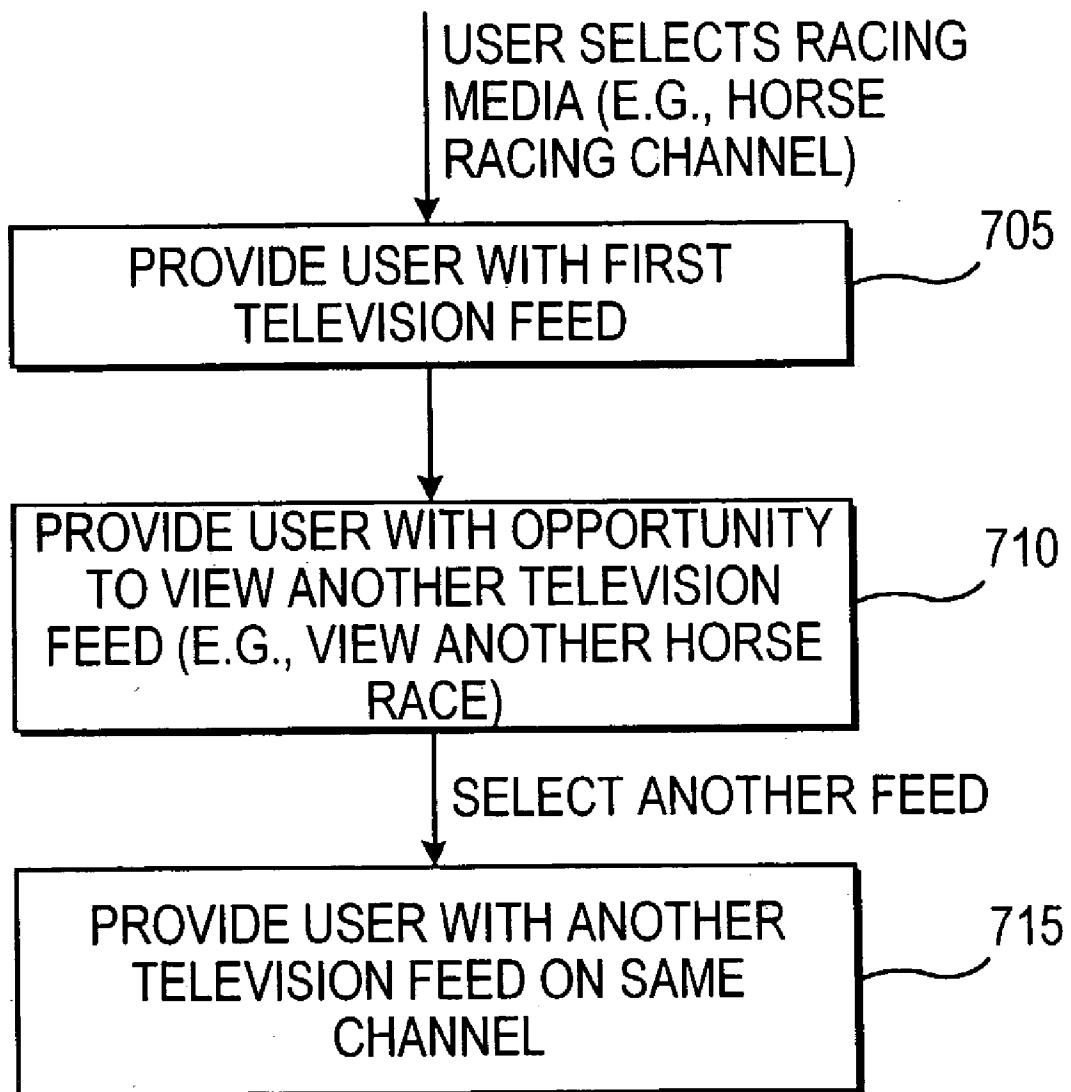 USER SELECTS RACING
MEDIA (E.G., HORSE
RACING CHANNEL)
PROVIDE USER WITH FIRST
TELEVISION FEED
705
PROVIDE USER WITH OPPORTUNITY
TO VIEW ANOTHER TELEVISION
FEED (E.G., VIEW ANOTHER HORSE
RACE)
710
SELECT ANOTHER FEED
PROVIDE USER WITH ANOTHER
TELEVISION FEED ON SAME
CHANNEL
715